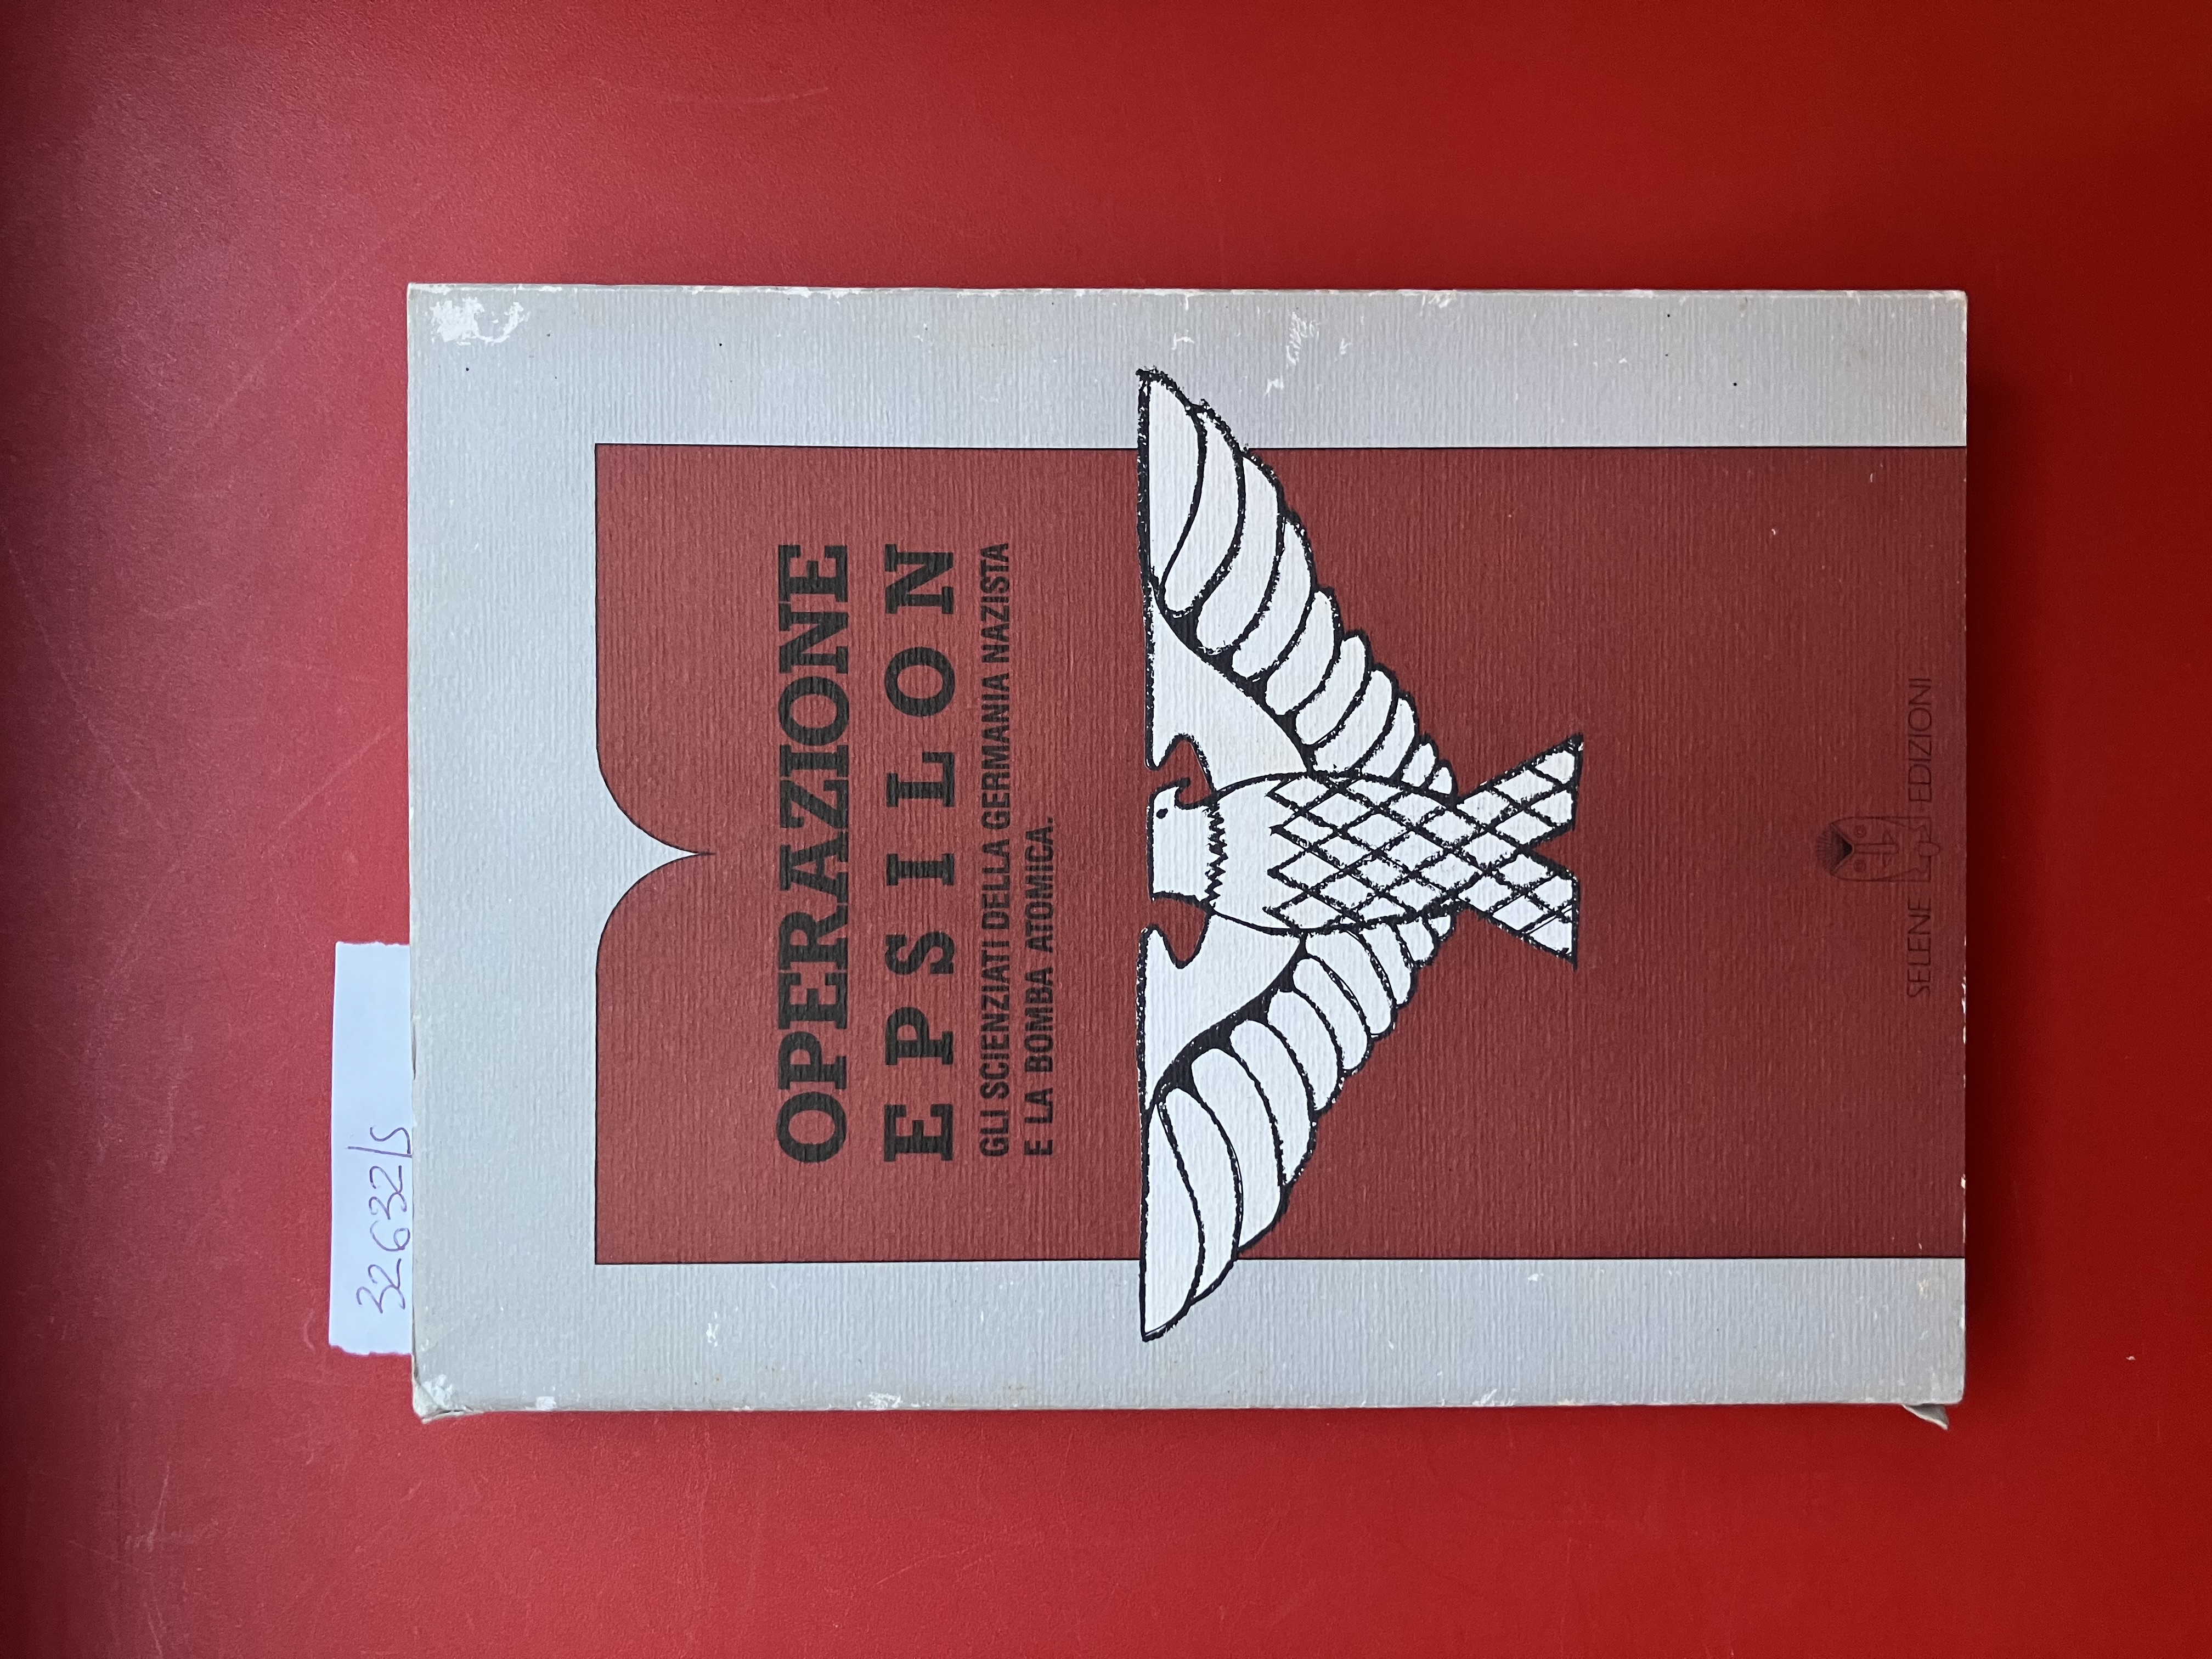 32632/S
OPERAZIONE
EPSILON
GLI SCIENZIATI DELLA GERMANIA NAZISTA
E LA BOMBA ATOMICA.
SELENE EDIZIONI